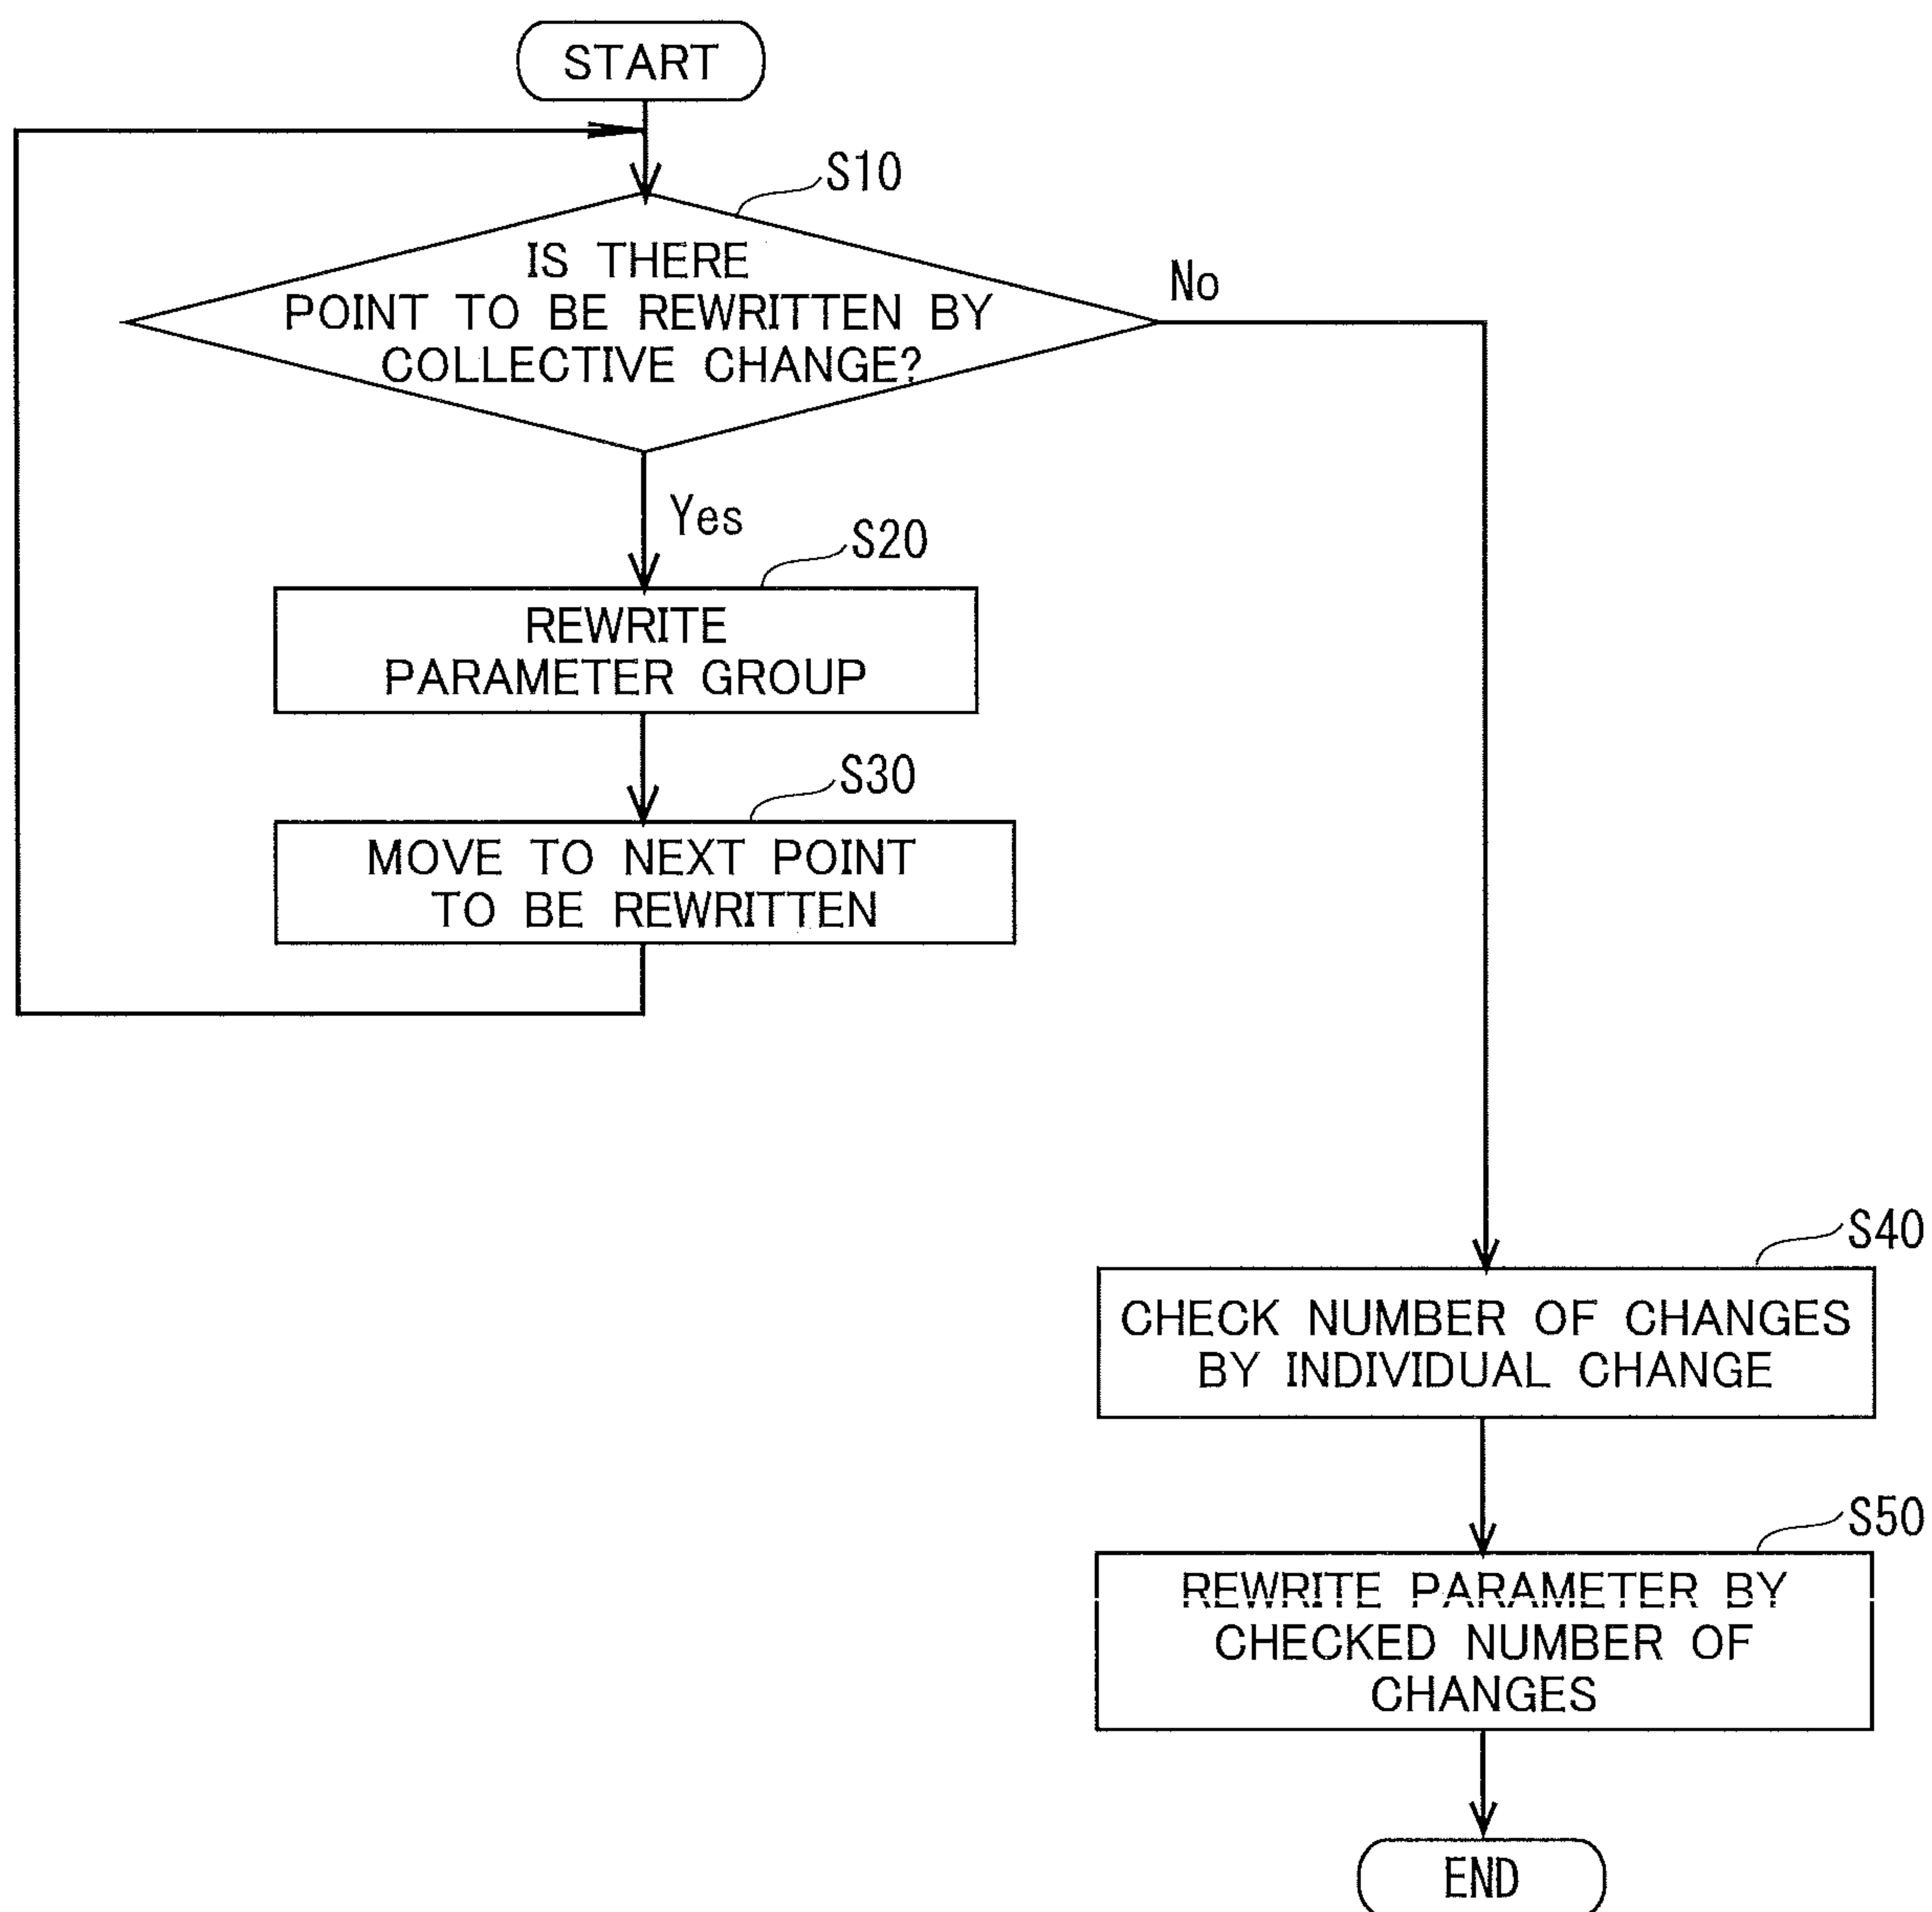 START
S10
IS THERE
POINT TO BE REWRITTEN BY
COLLECTIVE CHANGE?
No
Yes
S20
REWRITE
PARAMETER GROUP
S30
MOVE TO NEXT POINT
TO BE REWRITTEN
S40
CHECK NUMBER OF CHANGES
BY INDIVIDUAL CHANGE
S50
REWRITE PARAMETER BY
CHECKED NUMBER OF
CHANGES
END